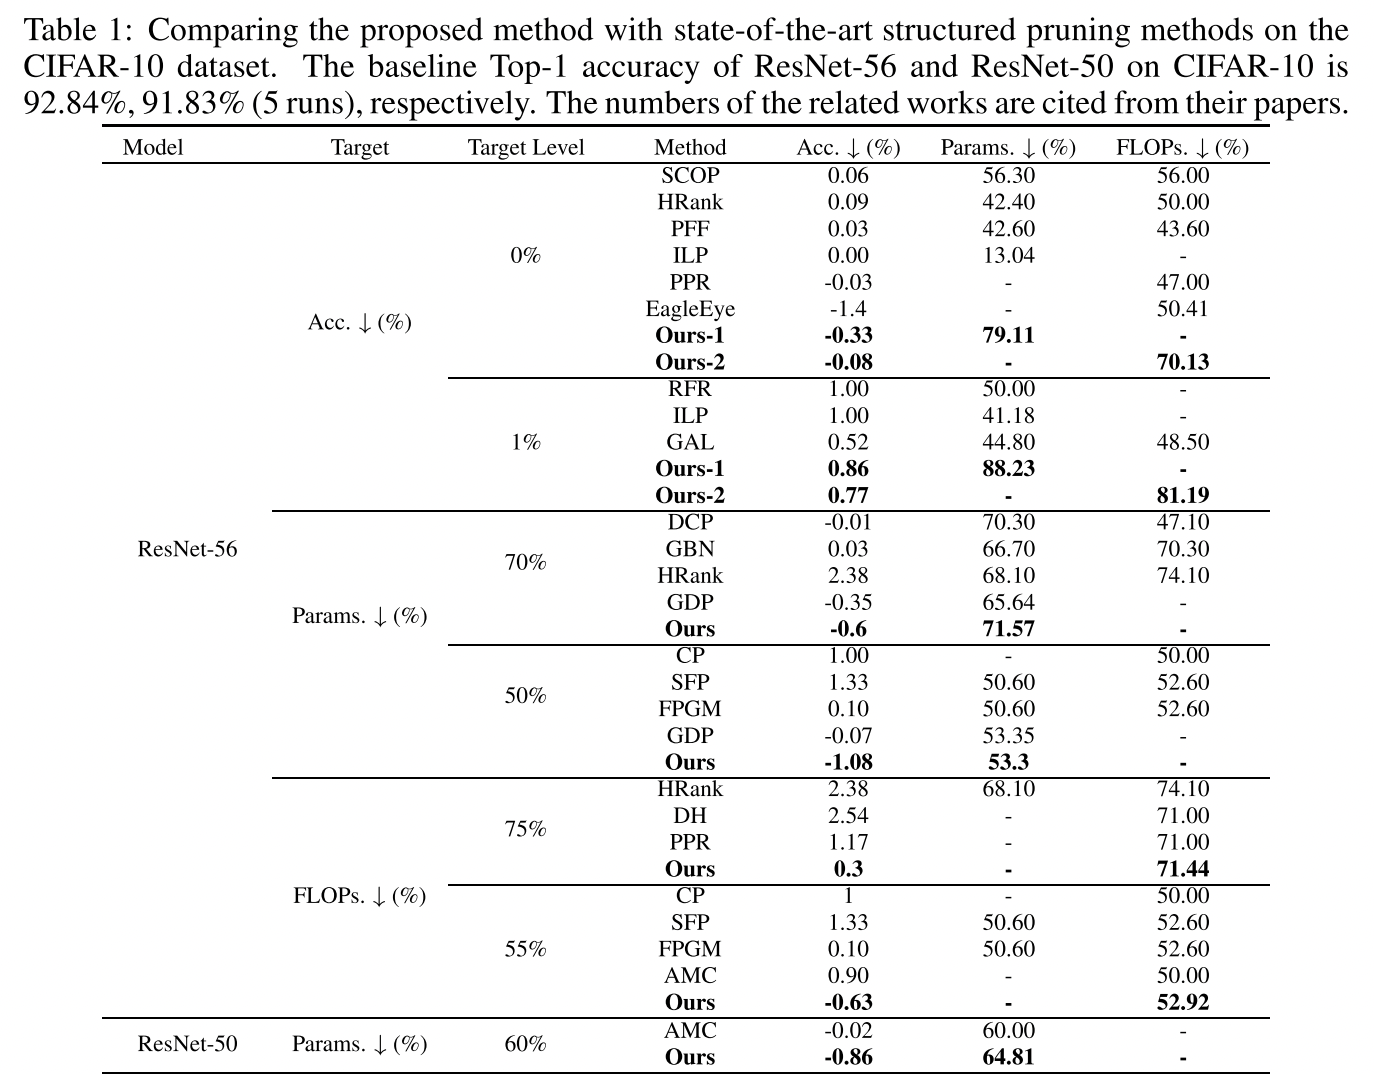 Table 1: Comparing the proposed method with state-of-the-art structured pruning methods on the
CIFAR-10 dataset. The baseline Top-1 accuracy of ResNet-56 and ResNet-50 on CIFAR-10 is
92.84%, 91.83% (5 runs), respectively. The numbers of the related works are cited from their papers.
Model Target Target Level Method Acc. ↓ (%) Params. ↓ (%) FLOPs. ↓ (%)
SCOP 0.06 56.30 56.00
HRank 0.09 42.40 50.00
PFF 0.03 42.60 43.60
0% ILP 0.00 13.04 -
PPR -0.03 - 47.00
EagleEye -1.4 - 50.41
Acc. ↓ (%)
Ours-1 -0.33 79.11 -
Ours-2 -0.08 - 70.13
RFR 1.00 50.00 -
ILP 1.00 41.18 -
1% GAL 0.52 44.80 48.50
Ours-1 0.86 88.23 -
Ours-2 0.77 - 81.19
DCP -0.01 70.30 47.10
ResNet-56 GBN 0.03 66.70 70.30
70%
HRank 2.38 68.10 74.10
GDP -0.35 65.64 -
Params. ↓ (%)
Ours -0.6 71.57 -
CP 1.00 - 50.00
SFP 1.33 50.60 52.60
50%
FPGM 0.10 50.60 52.60
GDP -0.07 53.35 -
Ours -1.08 53.3 -
HRank 2.38 68.10 74.10
DH 2.54 - 71.00
75%
PPR 1.17 - 71.00
Ours 0.3 - 71.44
FLOPs. ↓ (%) CP 1 - 50.00
SFP 1.33 50.60 52.60
55% FPGM 0.10 50.60 52.60
AMC 0.90 - 50.00
Ours -0.63 - 52.92
AMC -0.02 60.00 -
ResNet-50 Params. ↓ (%) 60%
Ours -0.86 64.81 -